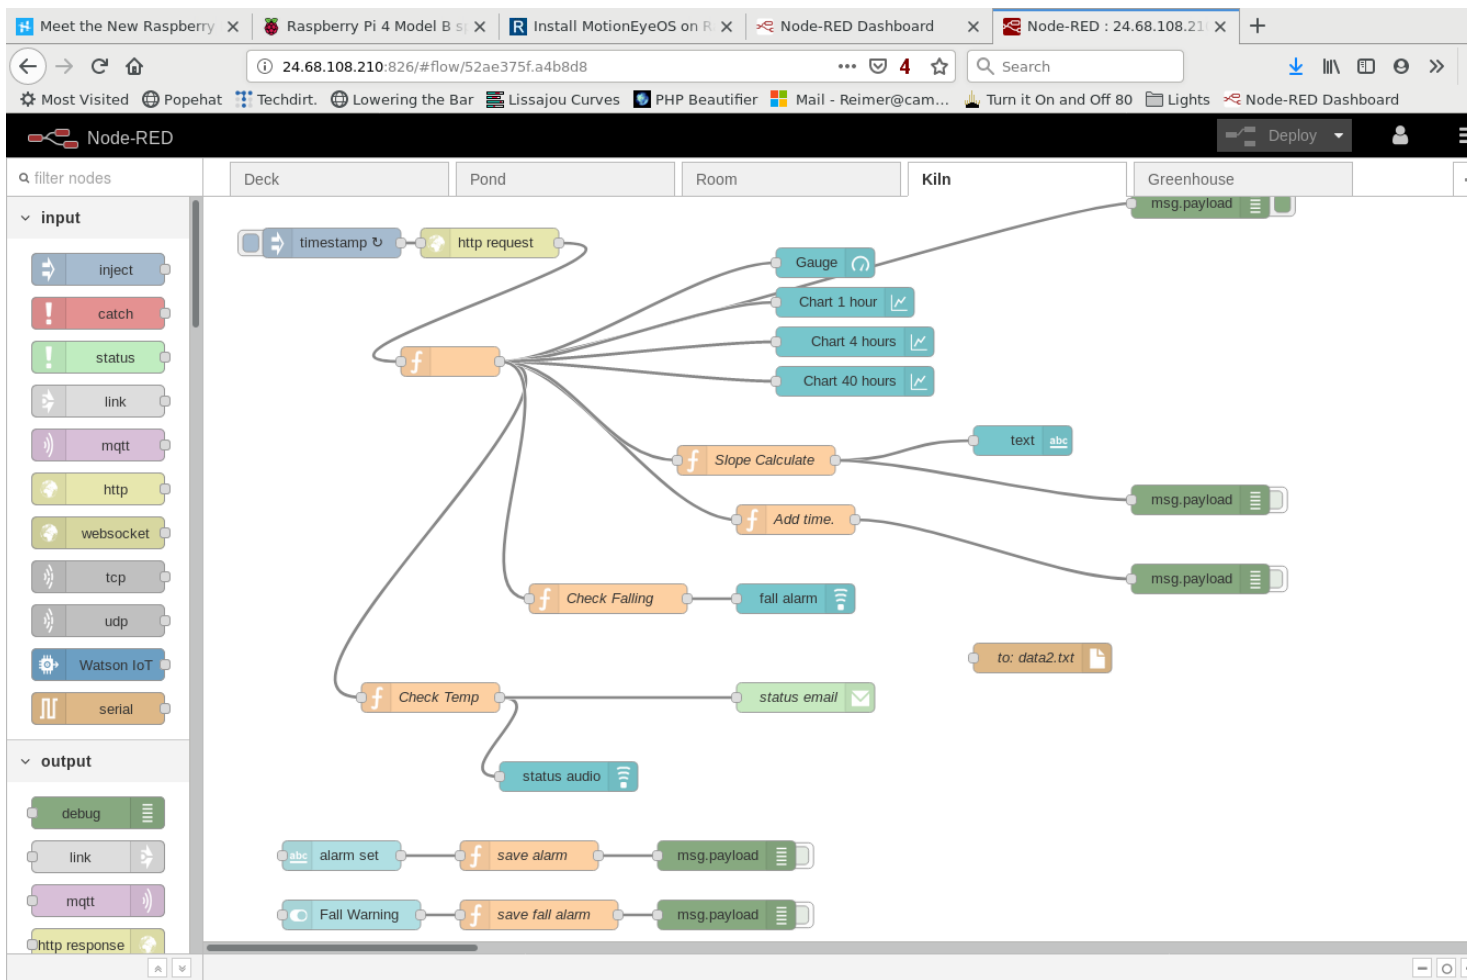 Meet the New Raspberry
Raspberry Pi 4 Model B s
Install MotionEyeOS on R
Node-RED Dashboard
Node-RED : 24.68.108.21
24.68.108.210:826/#flow/52ae375f.a4b8d8
4
Search
Most Visited
Popehat
Techdirt.
Lowering the Bar
Lissajou Curves
PHP Beautifier
Mail - Reimer@cam...
Turn it On and Off 80
Lights
Node-RED Dashboard
Node-RED
Deploy
filter nodes
Deck
Pond
Room
Kiln
Greenhouse
input
inject
catch
status
link
mqtt
http
websocket
tcp
udp
Watson IoT
serial
output
debug
link
mqtt
http response
msg.payload
timestamp ↻
http request
Gauge
Chart 1 hour
Chart 4 hours
Chart 40 hours
f
f Slope Calculate
text abc
msg.payload
f Add time.
msg.payload
f Check Falling
fall alarm
to: data2.txt
f Check Temp
status email
status audio
abc alarm set
f save alarm
msg.payload
Fall Warning
f save fall alarm
msg.payload